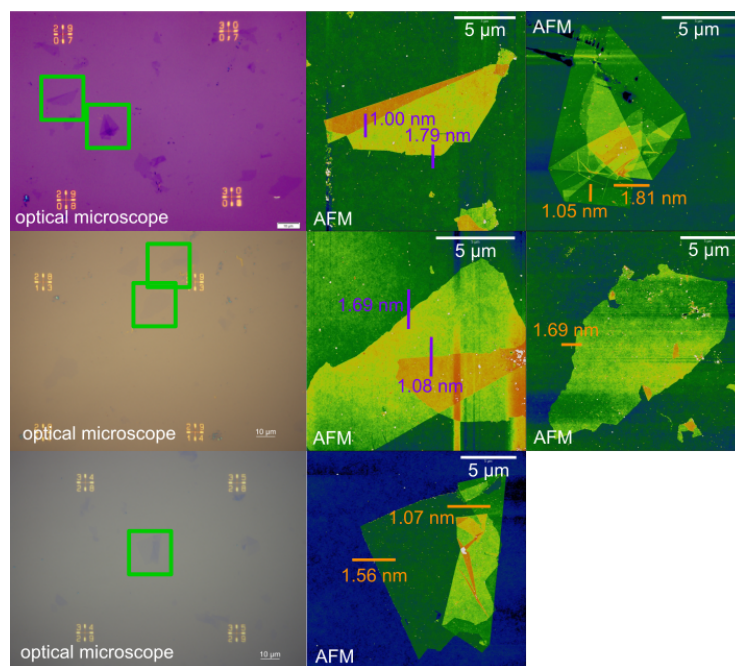 5 μm
AFM
5 μm
1.00 nm
1.79 nm
1.05 nm
1.81 nm
optical microscope
AFM
5 μm
5 μm
1.69 nm
1.69 nm
1.08 nm
10 μm
optical microscope
AFM
AFM
5 μm
1.07 nm
1.56 nm
10 μm
optical microscope
AFM